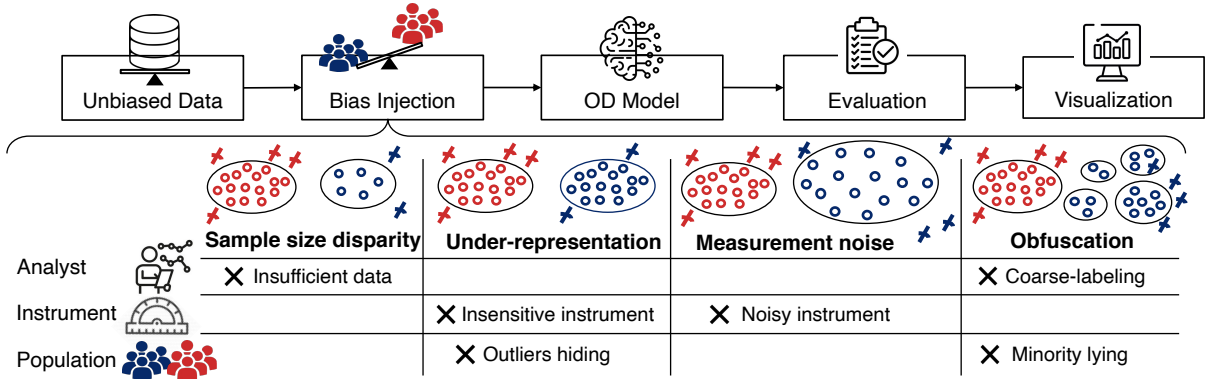 Unbiased Data
Bias Injection
OD Model
Evaluation
Visualization
Sample size disparity
Under-representation
Measurement noise
Obfuscation
Analyst
Insufficient data
Coarse-labeling
Instrument
Insensitive instrument
Noisy instrument
Population
Outliers hiding
Minority lying